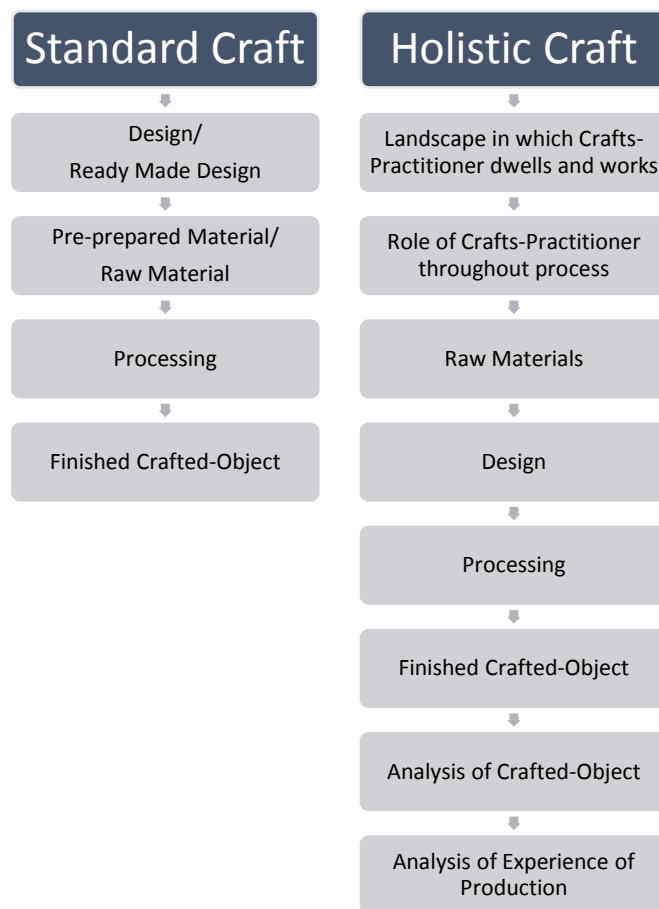 Standard Craft
Design/
Ready Made Design
Pre-prepared Material/
Raw Material
Processing
Finished Crafted-Object
Holistic Craft
Landscape in which Crafts-
Practitioner dwells and works
Role of Crafts-Practitioner
throughout process
Raw Materials
Design
Processing
Finished Crafted-Object
Analysis of Crafted-Object
Analysis of Experience of
Production